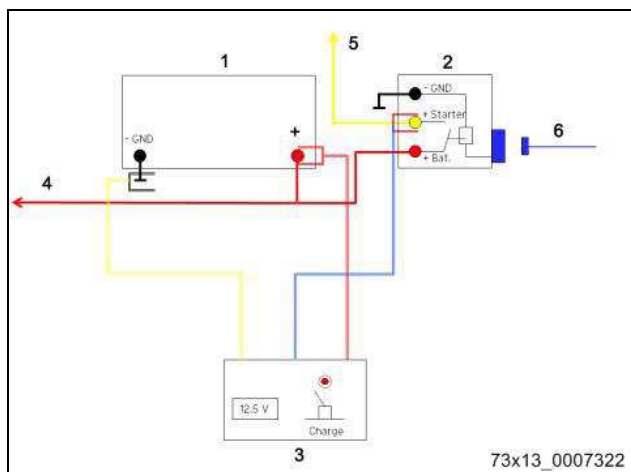 5
1
2
- GND
+ Starter
+
- GND
6
+ Bat.
4
12.5 V
Charge
3
73x13_0007322